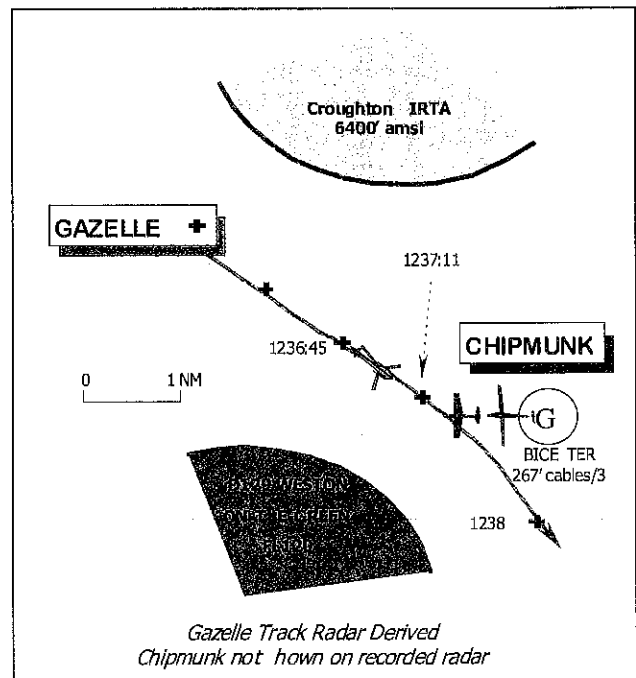 Croughton IRTA
6400' amsl
GAZELLE
1237:11
1236:45
CHIPMUNK
0 1 NM
G
BICE TER
267' cables/3
WESTON
1238
Gazelle Track Radar Derived
Chipmunk not hown on recorded radar